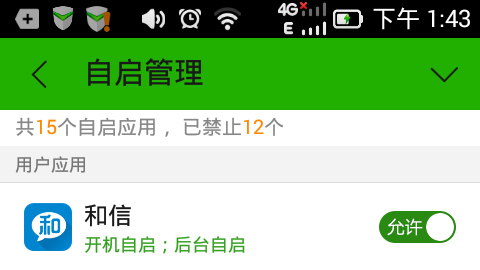 4G
E
下午 1:43
自启管理
共15个自启应用，已禁止12个
用户应用
和
和信
开机自启；后台自启
允许